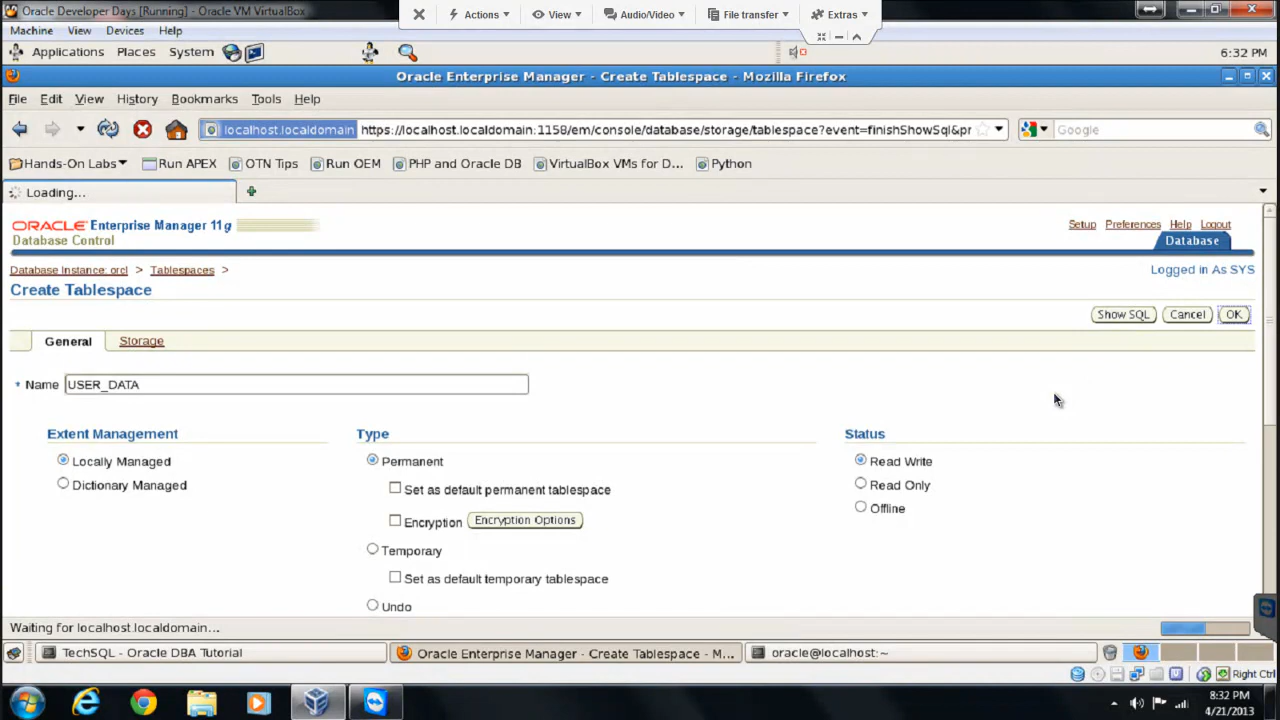 Oracle Developer Days [Running] - Oracle VM VirtualBox
Actions View Audio/Video File transfer Extras
Machine View Devices Help
Applications Places System 6:32 PM
Oracle Enterprise Manager - Create Tablespace - Mozilla Firefox
File Edit View History Bookmarks Tools Help
localhost.localdomain https://localhost.localdomain:1158/em/console/database/storage/tablespace?event=finishShowSql&pr Google
Hands-On Labs Run APEX OTN Tips Run OEM PHP and Oracle DB VirtualBox VMs for D... Python
Loading...
ORACLE Enterprise Manager 11g
Setup Preferences Help Logout
Database Control
Database
Database Instance: orcl > Tablespaces >
Logged in As SYS
Create Tablespace
Show SQL Cancel OK
General Storage
* Name USER_DATA
Extent Management Type Status
Locally Managed Permanent Read Write
Dictionary Managed Set as default permanent tablespace Read Only
Encryption Encryption Options Offline
Temporary
Set as default temporary tablespace
Undo
Waiting for localhost.localdomain...
TechSQL - Oracle DBA Tutorial Oracle Enterprise Manager - Create Tablespace - M... oracle@localhost:~
Right Ctrl
8:32 PM
4/21/2013